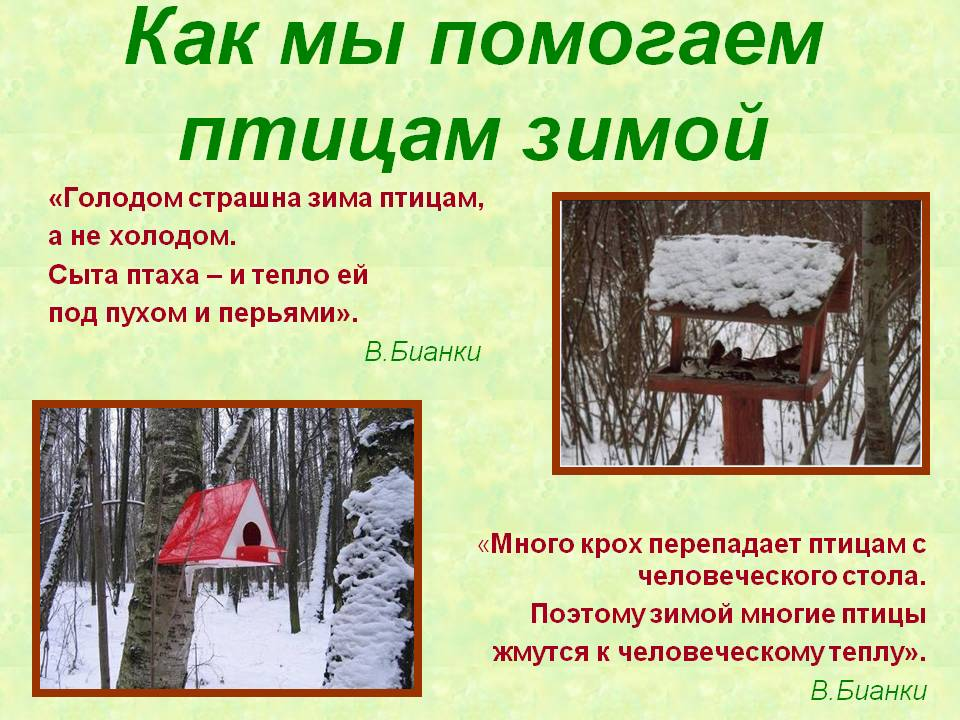 Как мы помогаем
птицам зимой
«Голодом страшна зима птицам,
а не холодом.
Сыта птаха – и тепло ей
под пухом и перьями».
В.Бианки
«Много крох перепадает птицам с
человеческого стола.
Поэтому зимой многие птицы
жмутся к человеческому теплу».
В.Бианки